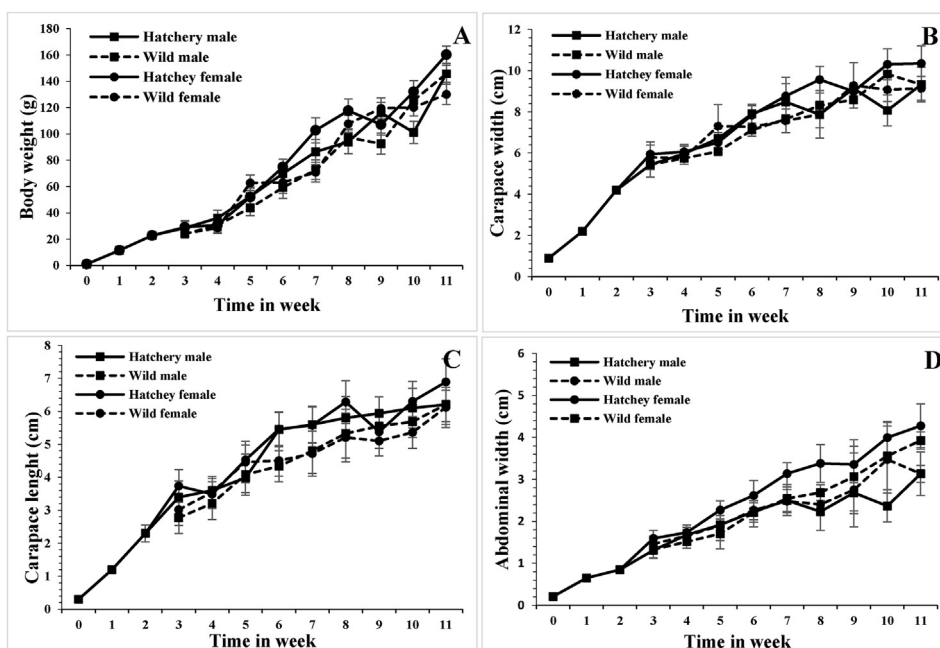 A
Hatchery male
Wild male
Hatchey female
Wild female
Body weight (g)
180
160
140
120
100
80
60
40
20
0
0 1 2 3 4 5 6 7 8 9 10 11
Time in week
B
Hatchery male
Wild male
Hatchey female
Wild female
Carapace width (cm)
12
10
8
6
4
2
0
0 1 2 3 4 5 6 7 8 9 10 11
Time in week
C
Hatchery male
Wild male
Hatchey female
Wild female
Carapace lenght (cm)
8
7
6
5
4
3
2
1
0
0 1 2 3 4 5 6 7 8 9 10 11
Time in week
D
Hatchery male
Wild male
Hatchey female
Wild female
Abdominal width (cm)
6
5
4
3
2
1
0
0 1 2 3 4 5 6 7 8 9 10 11
Time in week